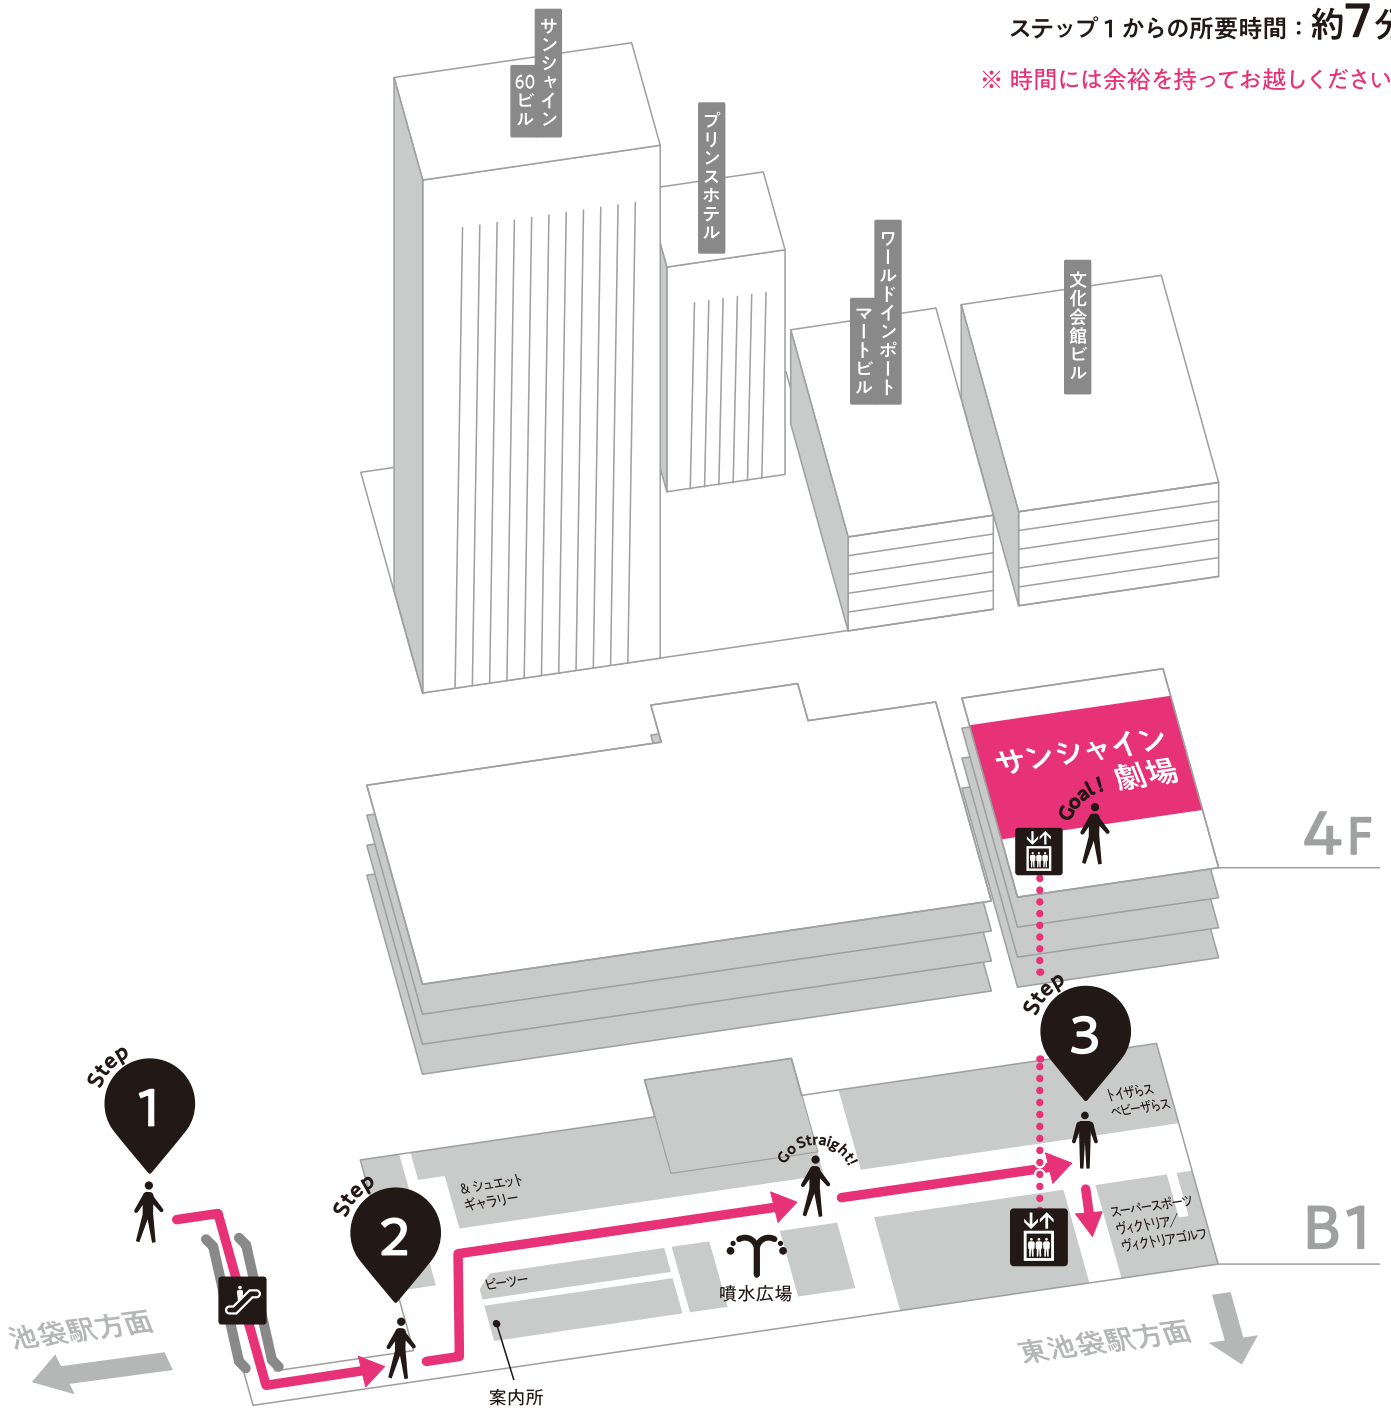 ステップ1からの所要時間：約7分
※ 時間には余裕を持ってお越しください
サンシャイン
60ビル
プリンスホテル
ワールドインポート
マートビル
文化会館ビル
サンシャイン
劇場
Goal!
4F
Step
3
Step
1
トイザらス
ベビーザらス
Go Straight!
& シュエット
ギャラリー
Step
2
スーパースポーツ
ヴィクトリア/
ヴィクトリアゴルフ
B1
ビーツー
噴水広場
池袋駅方面
東池袋駅方面
案内所